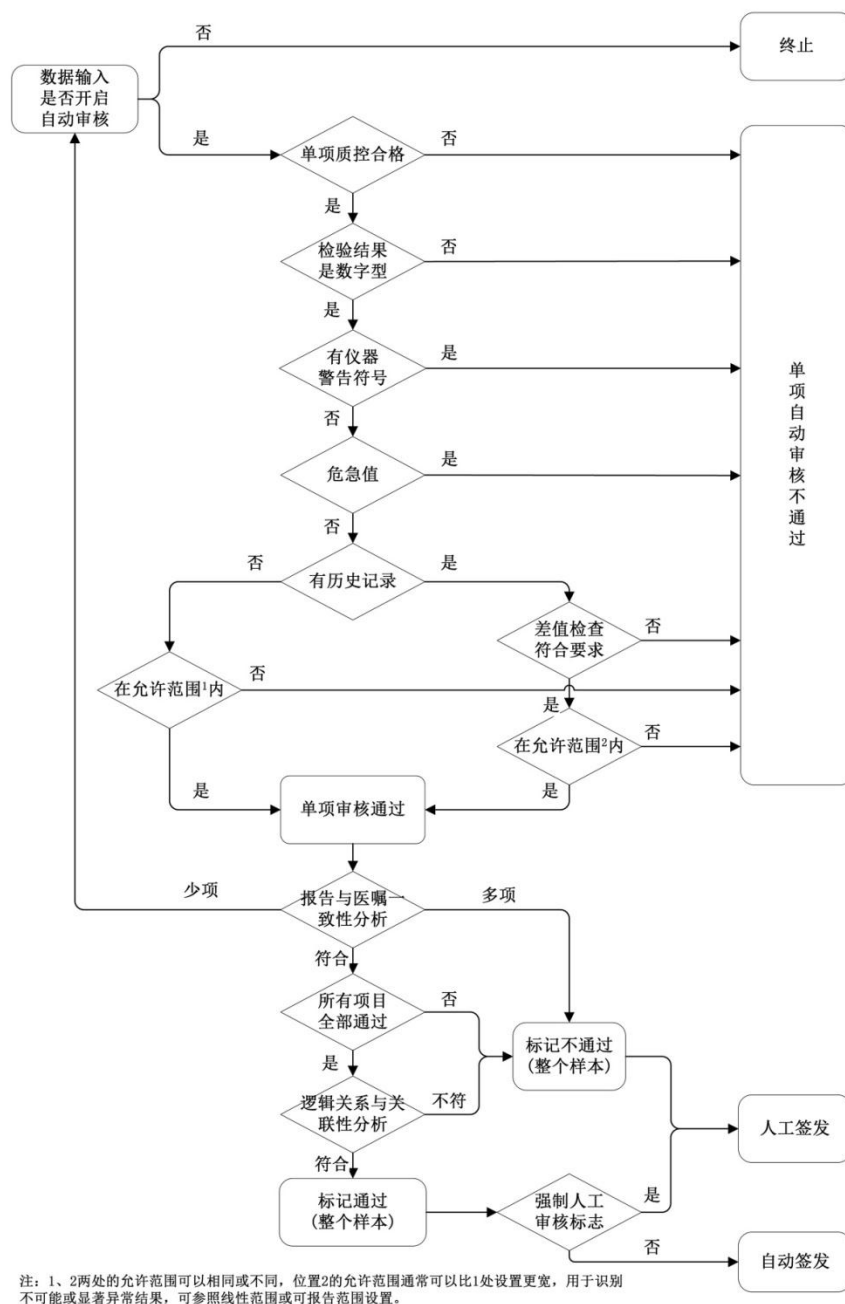 否
终止
数据输入
是否开启
自动审核
是
单项质控合格
否
是
检验结果
是数字型
否
是
有仪器
警告符号
是
否
危急值
是
否
有历史记录
否
是
差值检查
符合要求
否
在允许范围¹内
否
是
在允许范围²内
否
单项自动审核不通过
是
单项审核通过
是
少项
报告与医嘱一
致性分析
多项
符合
所有项目
全部通过
否
标记不通过
(整个样本)
是
逻辑关系与关
联性分析
不符
人工签发
符合
标记通过
(整个样本)
强制人工
审核标志
是
否
自动签发
注：1、2两处的允许范围可以相同或不同，位置2的允许范围通常可以比1处设置更宽，用于识别
不可能或显著异常结果，可参照线性范围或可报告范围设置。